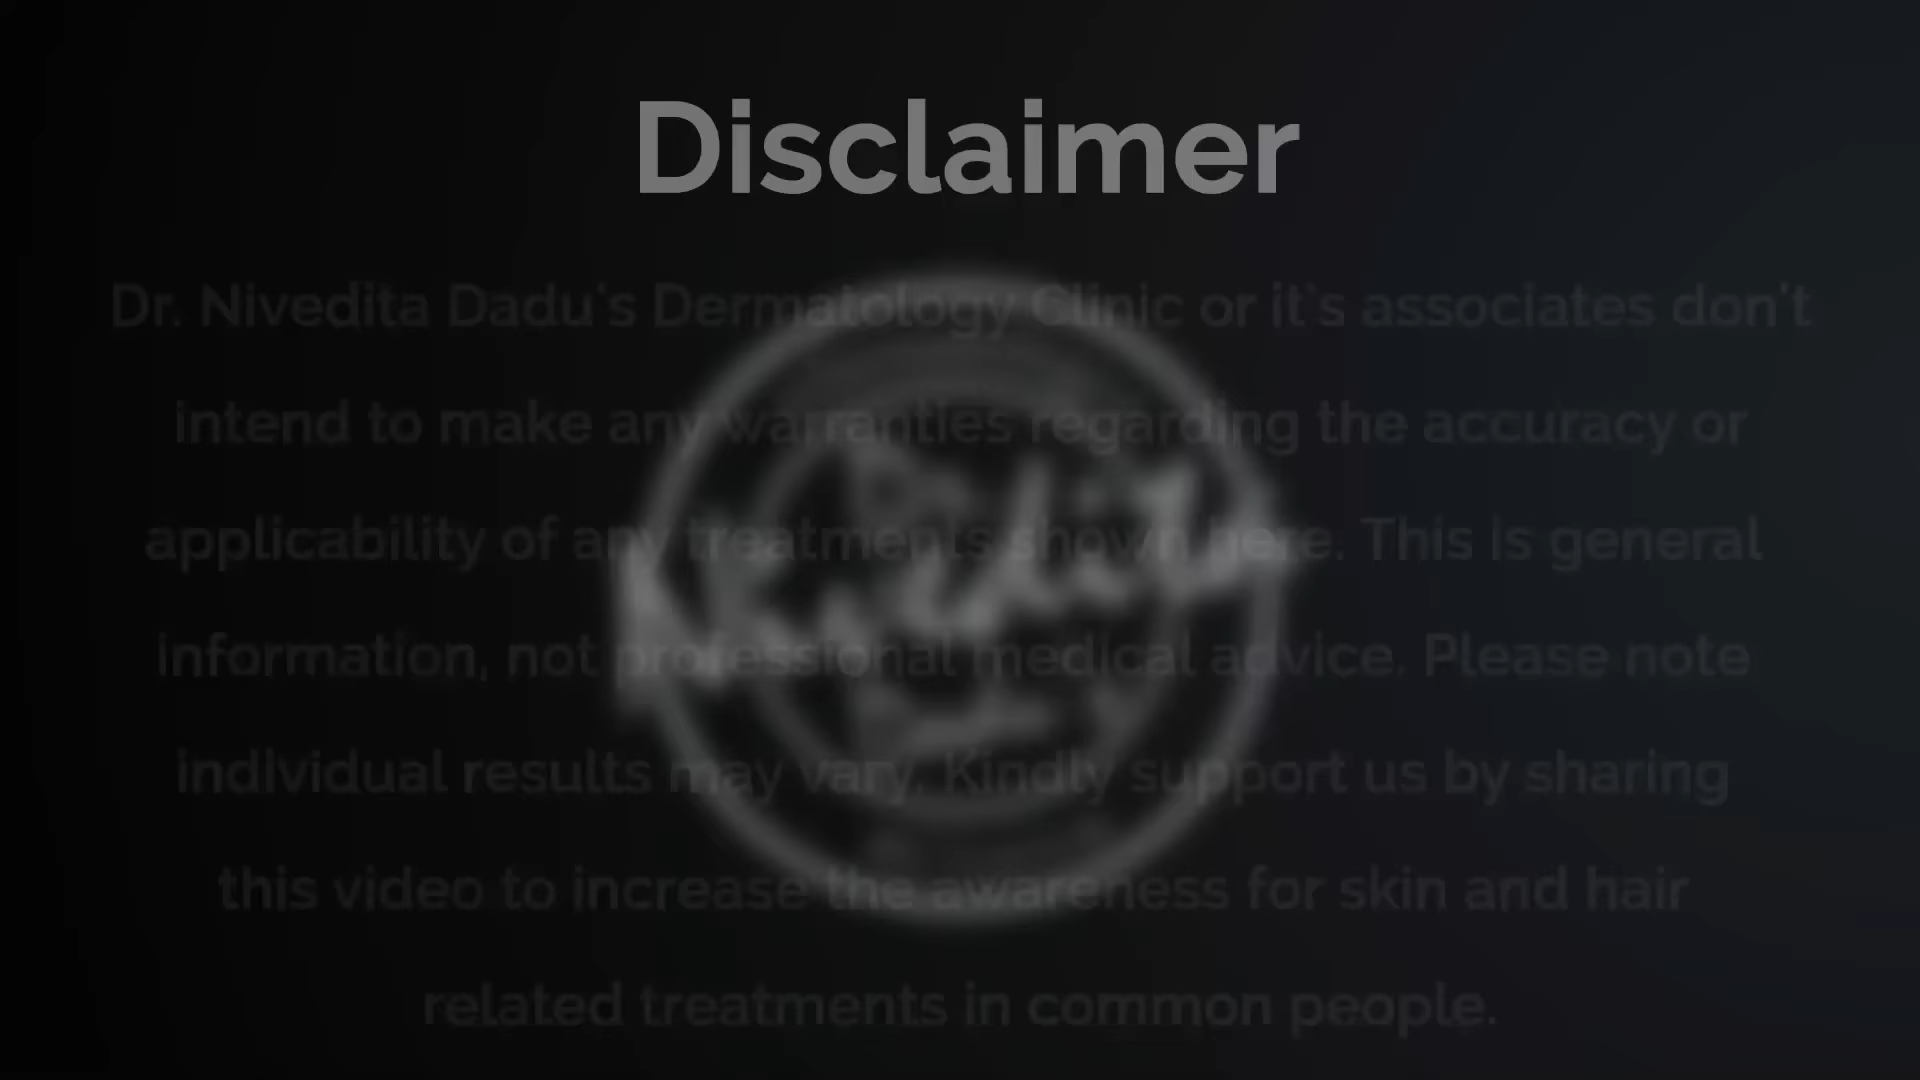 Disclaimer
Dr. Nivedita Dadu's Dermatology Clinic or it's associates don't
intend to make any warranties regarding the accuracy or
applicability of any treatments shown here. This is general
information, not professional medical advice. Please note
individual results may vary. Kindly support us by sharing
this video to increase the awareness for skin and hair
related treatments in common people.
Nivedita